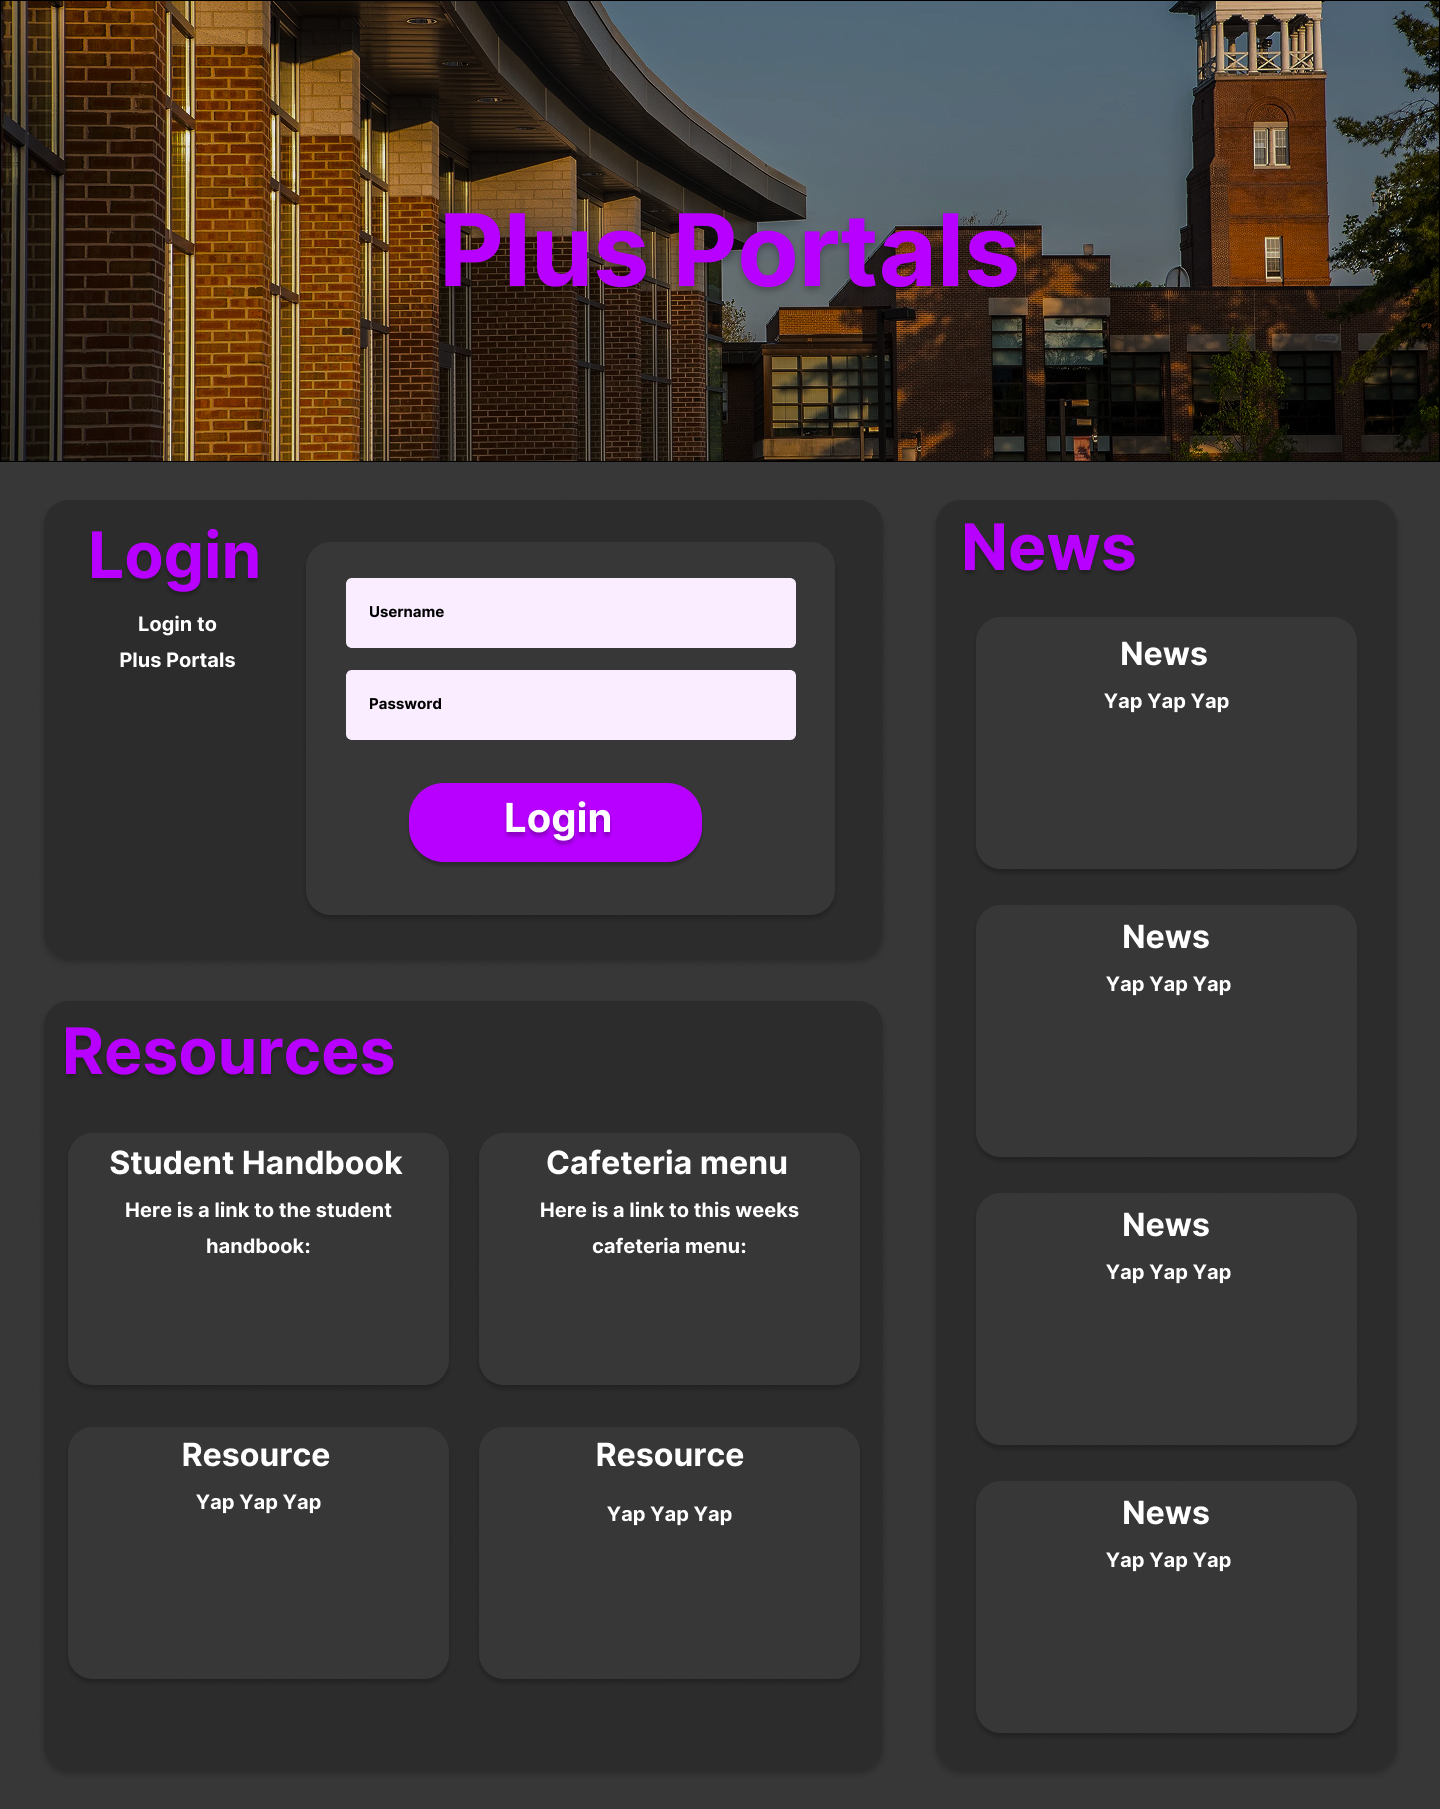 Plus Portals
Login
Login to
Plus Portals
Username
Password
Login
Resources
Student Handbook
Here is a link to the student
handbook:
Cafeteria menu
Here is a link to this weeks
cafeteria menu:
Resource
Yap Yap Yap
Resource
Yap Yap Yap
News
News
Yap Yap Yap
News
Yap Yap Yap
News
Yap Yap Yap
News
Yap Yap Yap